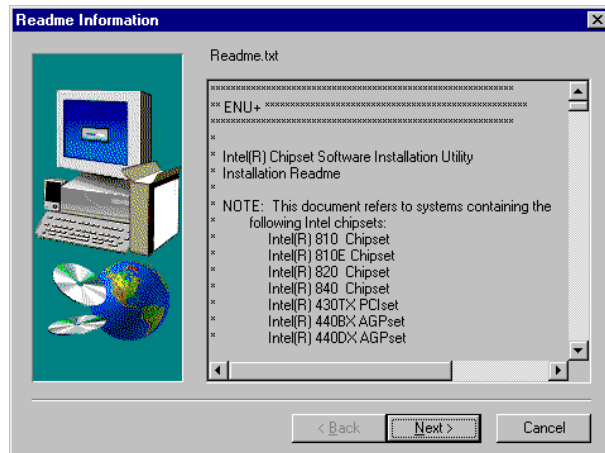 Readme Information
Readme.txt
**************************************************************
** ENU+ ******************************************************
**************************************************************
*
* Intel(R) Chipset Software Installation Utility
* Installation Readme
*
* NOTE: This document refers to systems containing the
* following Intel chipsets:
* Intel(R) 810 Chipset
* Intel(R) 810E Chipset
* Intel(R) 820 Chipset
* Intel(R) 840 Chipset
* Intel(R) 430TX PCIset
* Intel(R) 440BX AGPset
* Intel(R) 440DX AGPset
< Back
Next >
Cancel